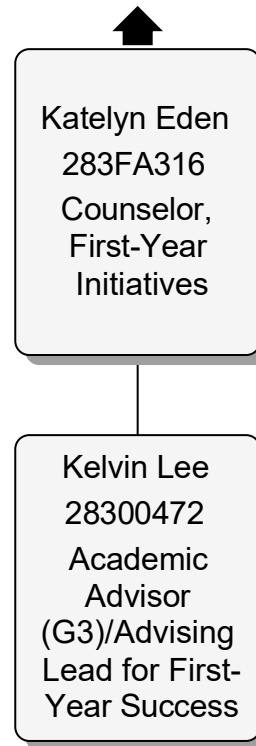 Katelyn Eden
283FA316
Counselor,
First-Year
Initiatives
Kelvin Lee
28300472
Academic
Advisor
(G3)/Advising
Lead for First-
Year Success